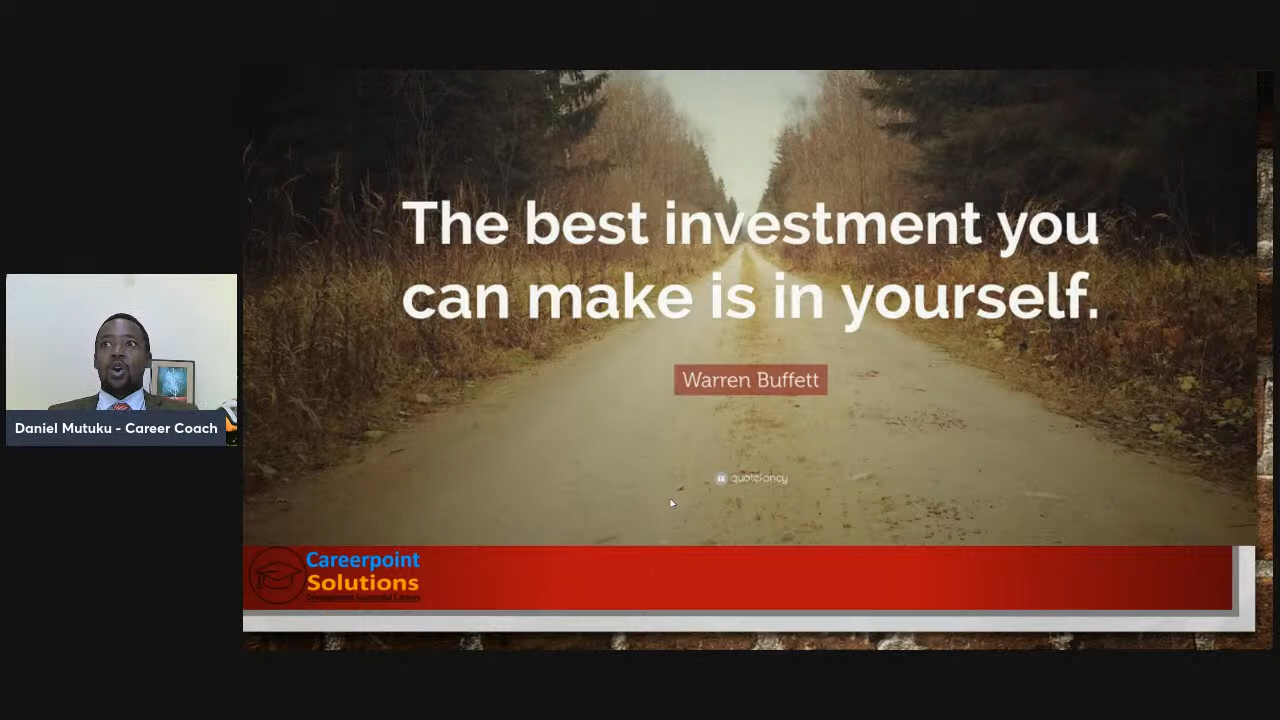 The best investment you
can make is in yourself.
Warren Buffett
quotefancy
Daniel Mutuku - Career Coach
Careerpoint
Solutions